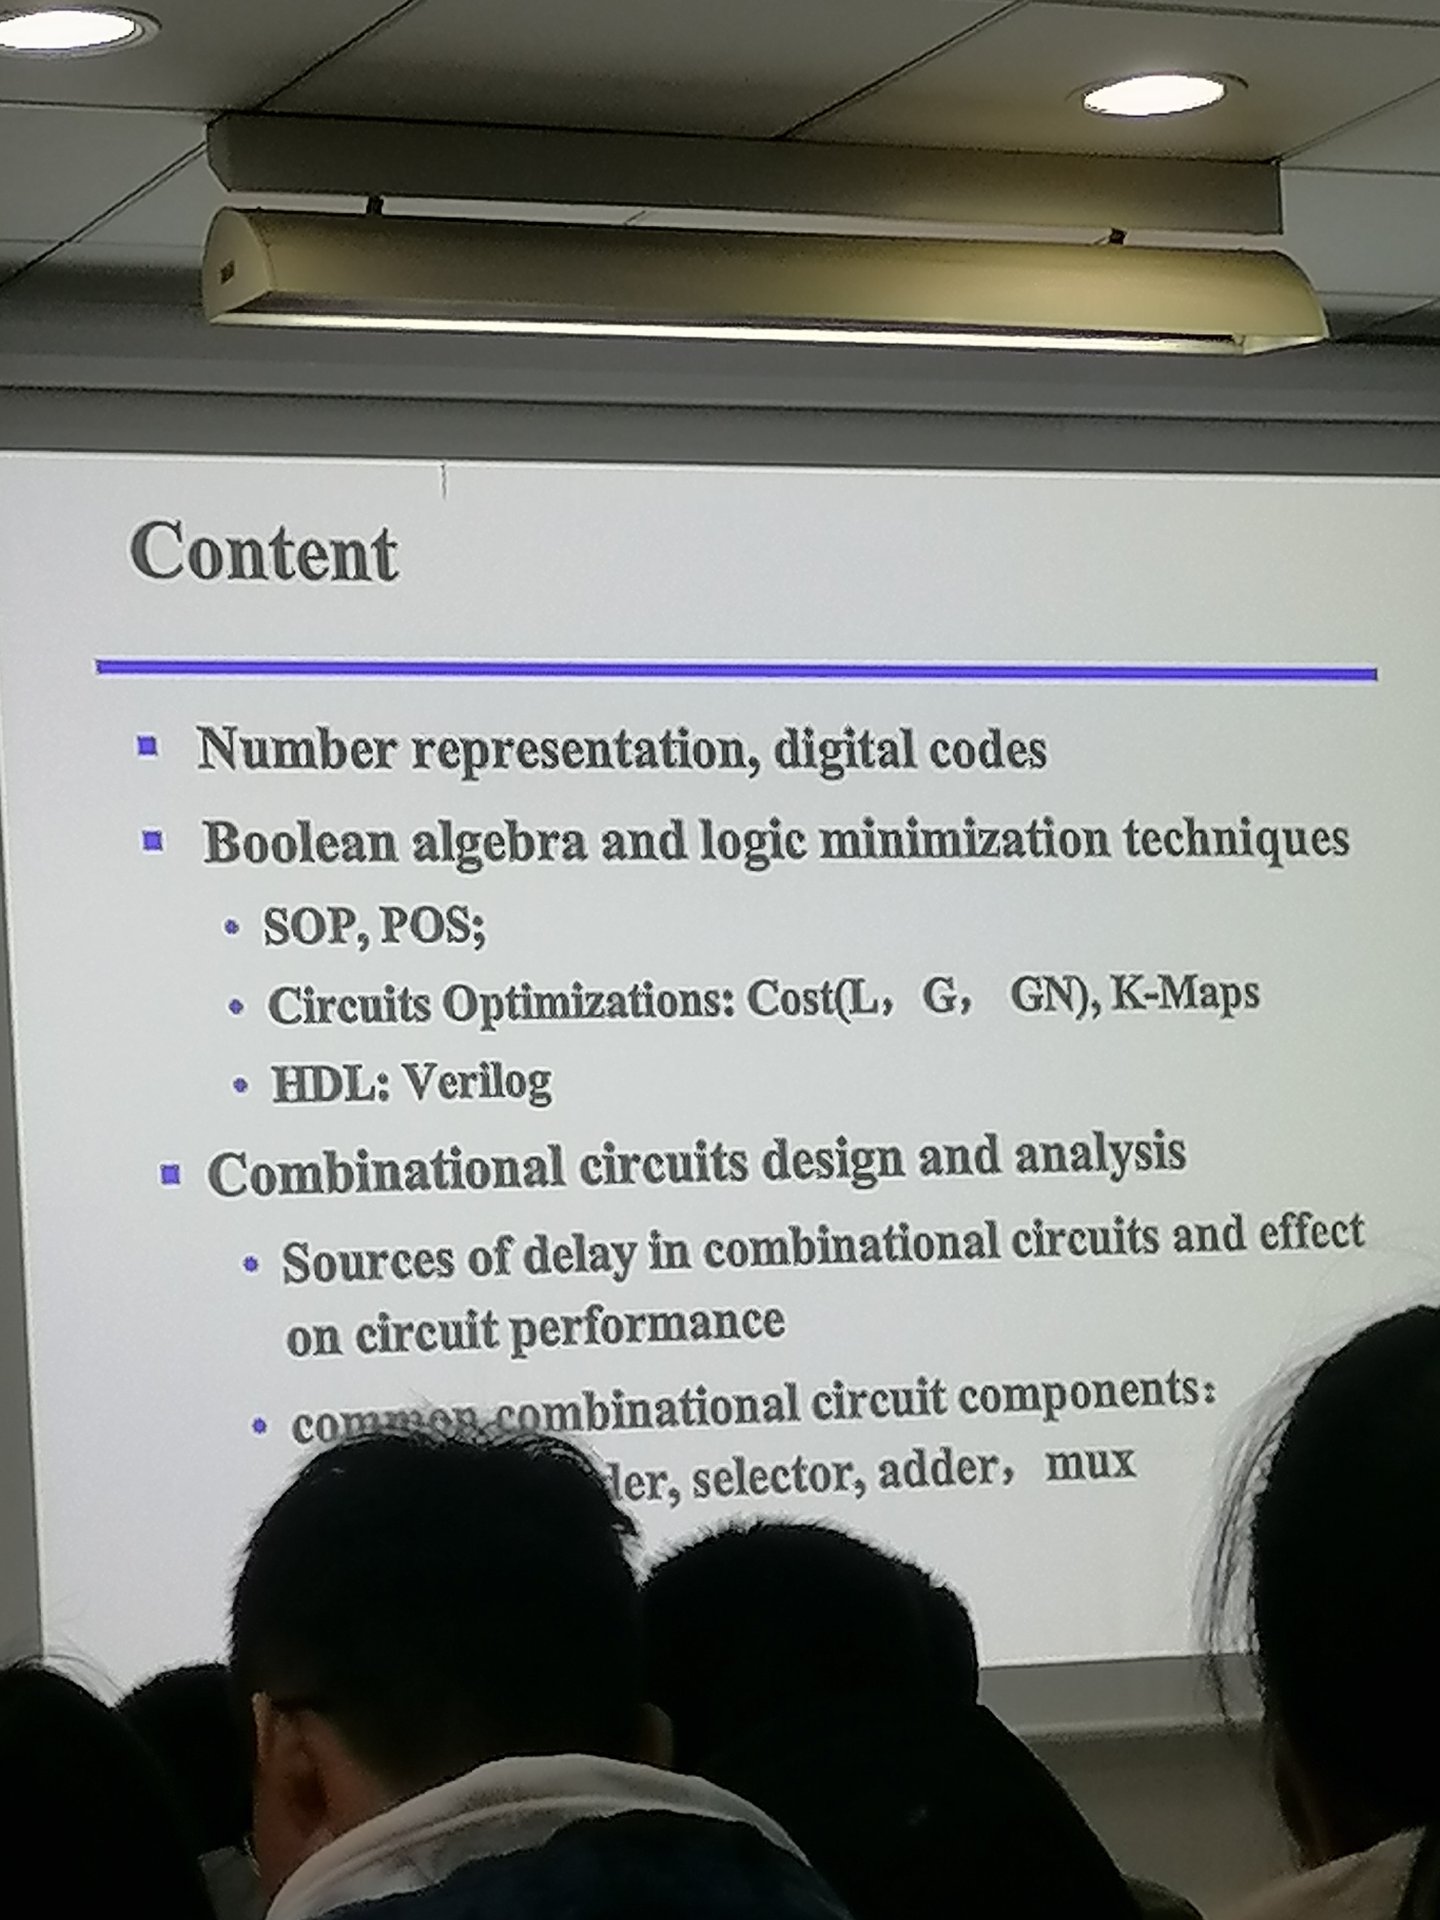 Content
Number representation, digital codes
Boolean algebra and logic minimization techniques
SOP, POS;
Circuits Optimizations: Cost(L， G， GN), K-Maps
HDL: Verilog
Combinational circuits design and analysis
Sources of delay in combinational circuits and effect
on circuit performance
common combinational circuit components:
selector, adder， mux